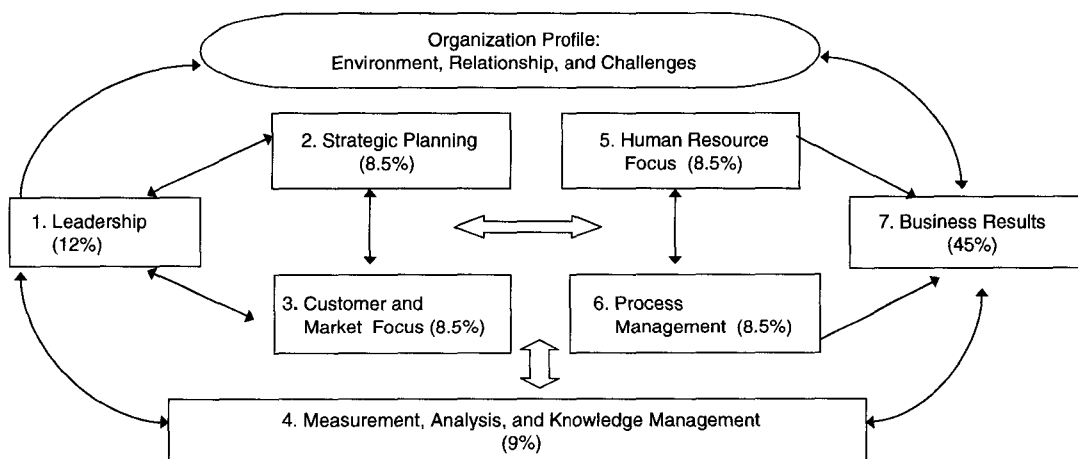 Organization Profile:
Environment, Relationship, and Challenges
2. Strategic Planning
(8.5%)
5. Human Resource
Focus (8.5%)
1. Leadership
(12%)
7. Business Results
(45%)
3. Customer and
Market Focus (8.5%)
6. Process
Management (8.5%)
4. Measurement, Analysis, and Knowledge Management
(9%)